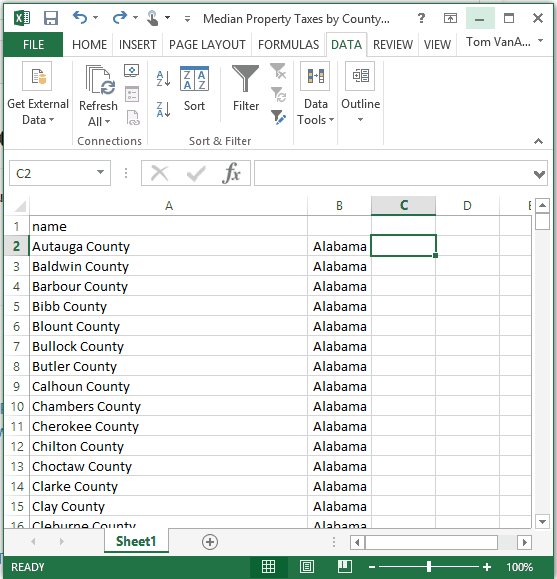 Median Property Taxes by County...
FILE HOME INSERT PAGE LAYOUT FORMULAS DATA REVIEW VIEW Tom VanA...
Get External Data
Refresh All
Sort
Filter
Data Tools
Outline
Connections Sort & Filter
C2 fx
A B C D E
1 name
2 Autauga County Alabama
3 Baldwin County Alabama
4 Barbour County Alabama
5 Bibb County Alabama
6 Blount County Alabama
7 Bullock County Alabama
8 Butler County Alabama
9 Calhoun County Alabama
10 Chambers County Alabama
11 Cherokee County Alabama
12 Chilton County Alabama
13 Choctaw County Alabama
14 Clarke County Alabama
15 Clay County Alabama
16 Cleburne County Alabama
Sheet1
READY 100%